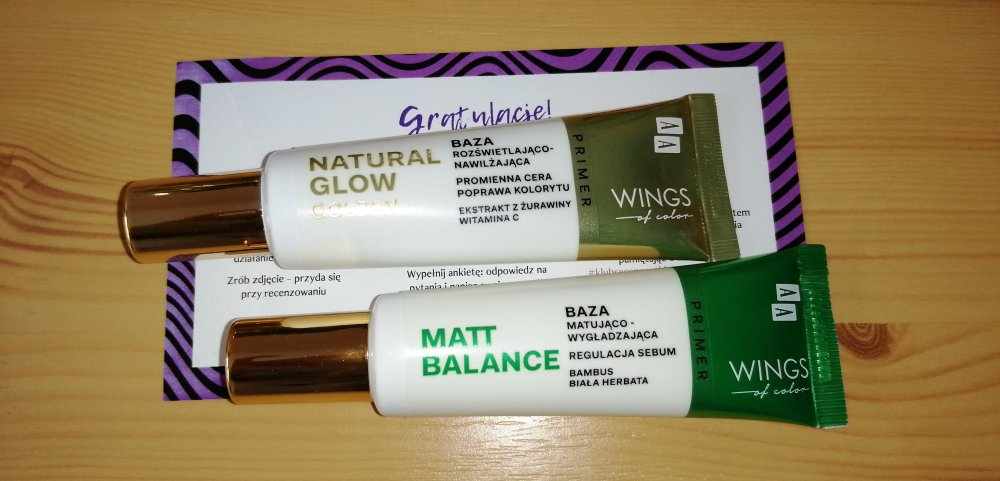 Gratulacje!
NATURAL
GLOW
GOLDEN
BAZA
ROZŚWIETLAJĄCO-
NAWILŻAJĄCA
PROMIENNA CERA
POPRAWA KOLORYTU
EKSTRAKT Z ŻURAWINY
WITAMINA C
PRIMER
AA
WINGS
of color
działanie
Zrób zdjęcie – przyda się
przy recenzowaniu
Wypełnij ankietę: odpowiedz na
MATT
BALANCE
BAZA
MATUJĄCO -
WYGŁADZAJĄCA
REGULACJA SEBUM
BAMBUS
BIAŁA HERBATA
PRIMER
AA
WINGS
of color